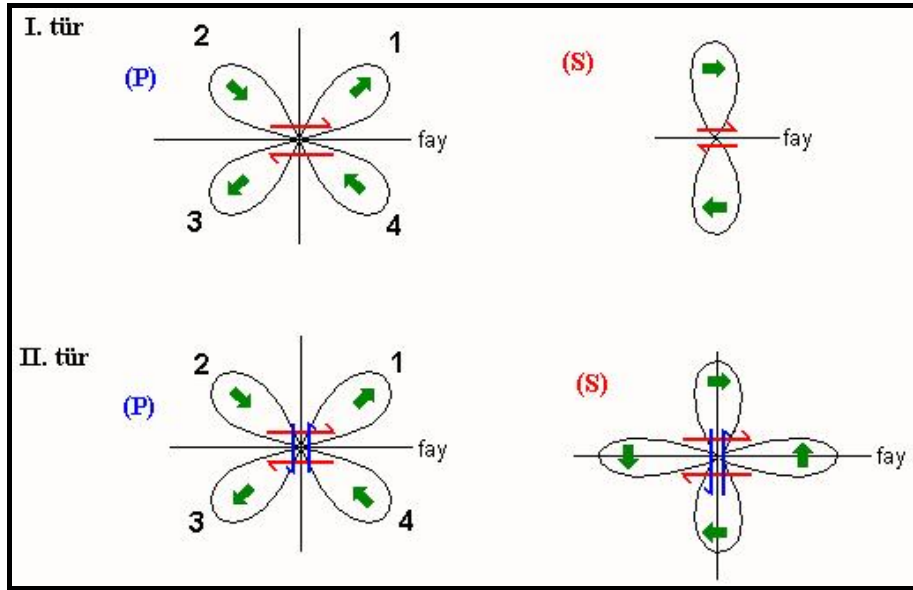 I. tür
2 1
(P) (S)
fay fay
3 4
II. tür
2 1
(P) (S)
fay fay
3 4